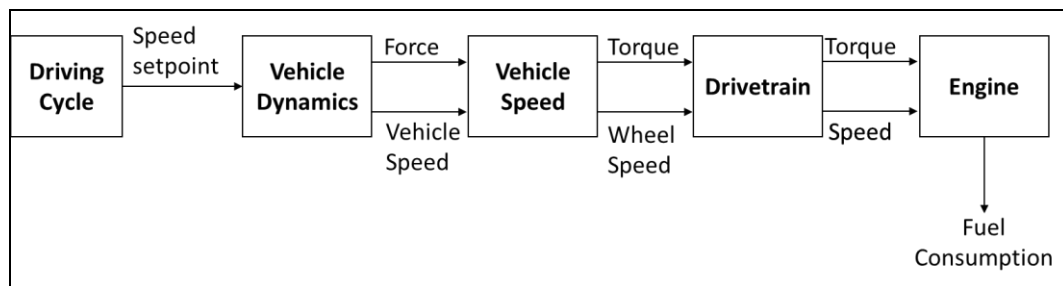 Speed
setpoint
Driving
Cycle
Vehicle
Dynamics
Force
Vehicle
Speed
Vehicle
Speed
Torque
Wheel
Speed
Drivetrain
Torque
Speed
Engine
Fuel
Consumption